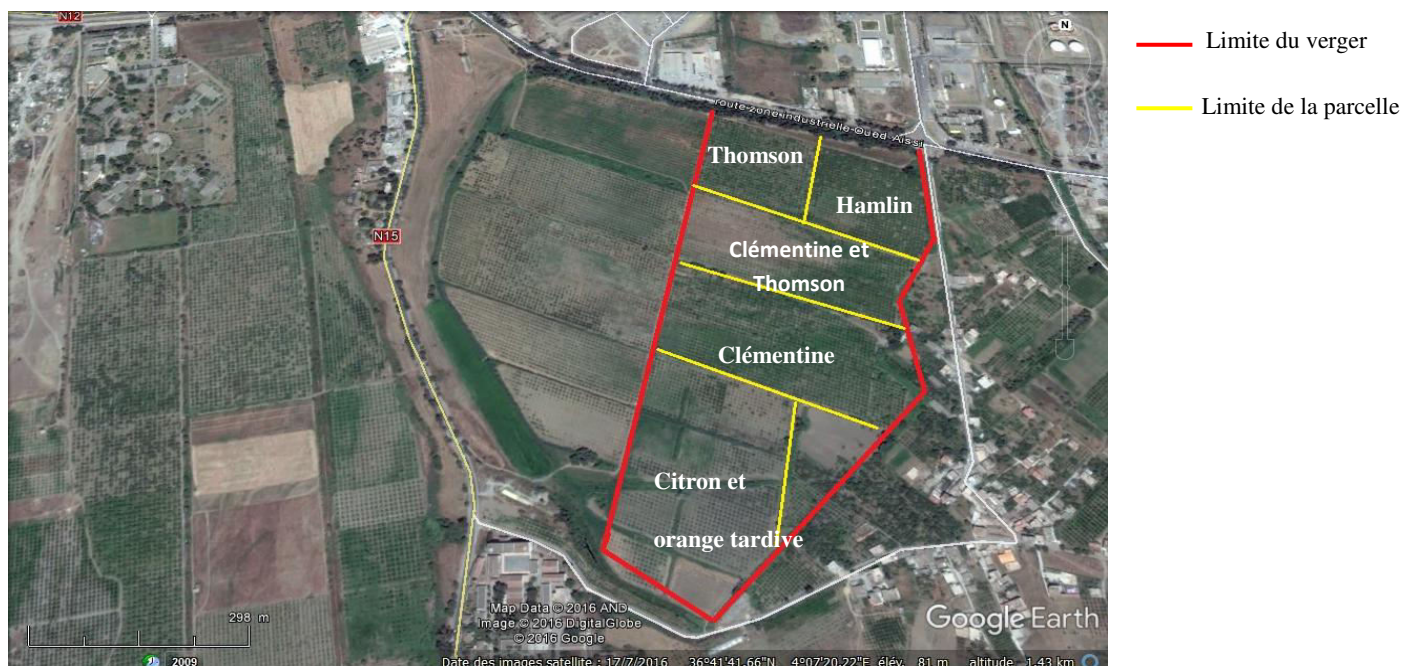 N12
N
Limite du verger
Limite de la parcelle
route zone industrielle Oued Aissi
Thomson
Hamlin
N15
Clémentine et
Thomson
Clémentine
Citron et
orange tardive
298 m
Map Data © 2016 AND
Image © 2016 DigitalGlobe
© 2016 Google
Google Earth
2009
Date des images satellite : 17/7/2016 36°41'41.66"N 4°07'20.22"E élév. 81 m altitude 1.43 km